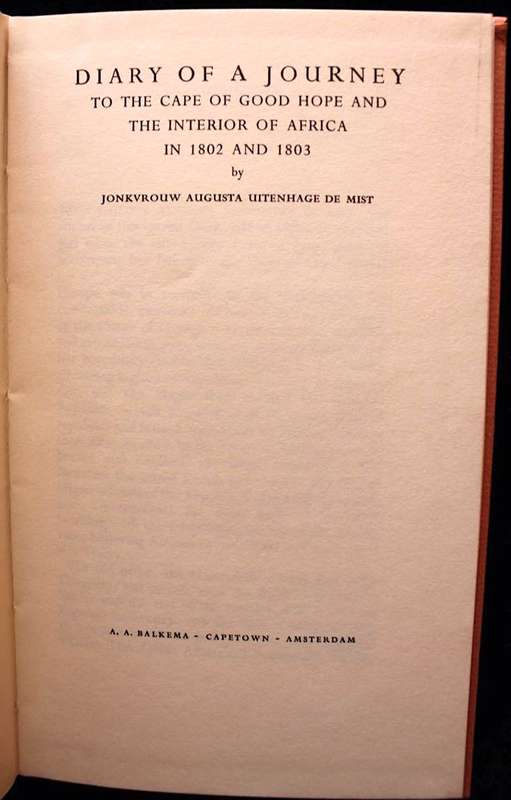 DIARY OF A JOURNEY
TO THE CAPE OF GOOD HOPE AND
THE INTERIOR OF AFRICA
IN 1802 AND 1803
by
JONKVROUW AUGUSTA UITENHAGE DE MIST
A. A. BALKEMA - CAPETOWN - AMSTERDAM